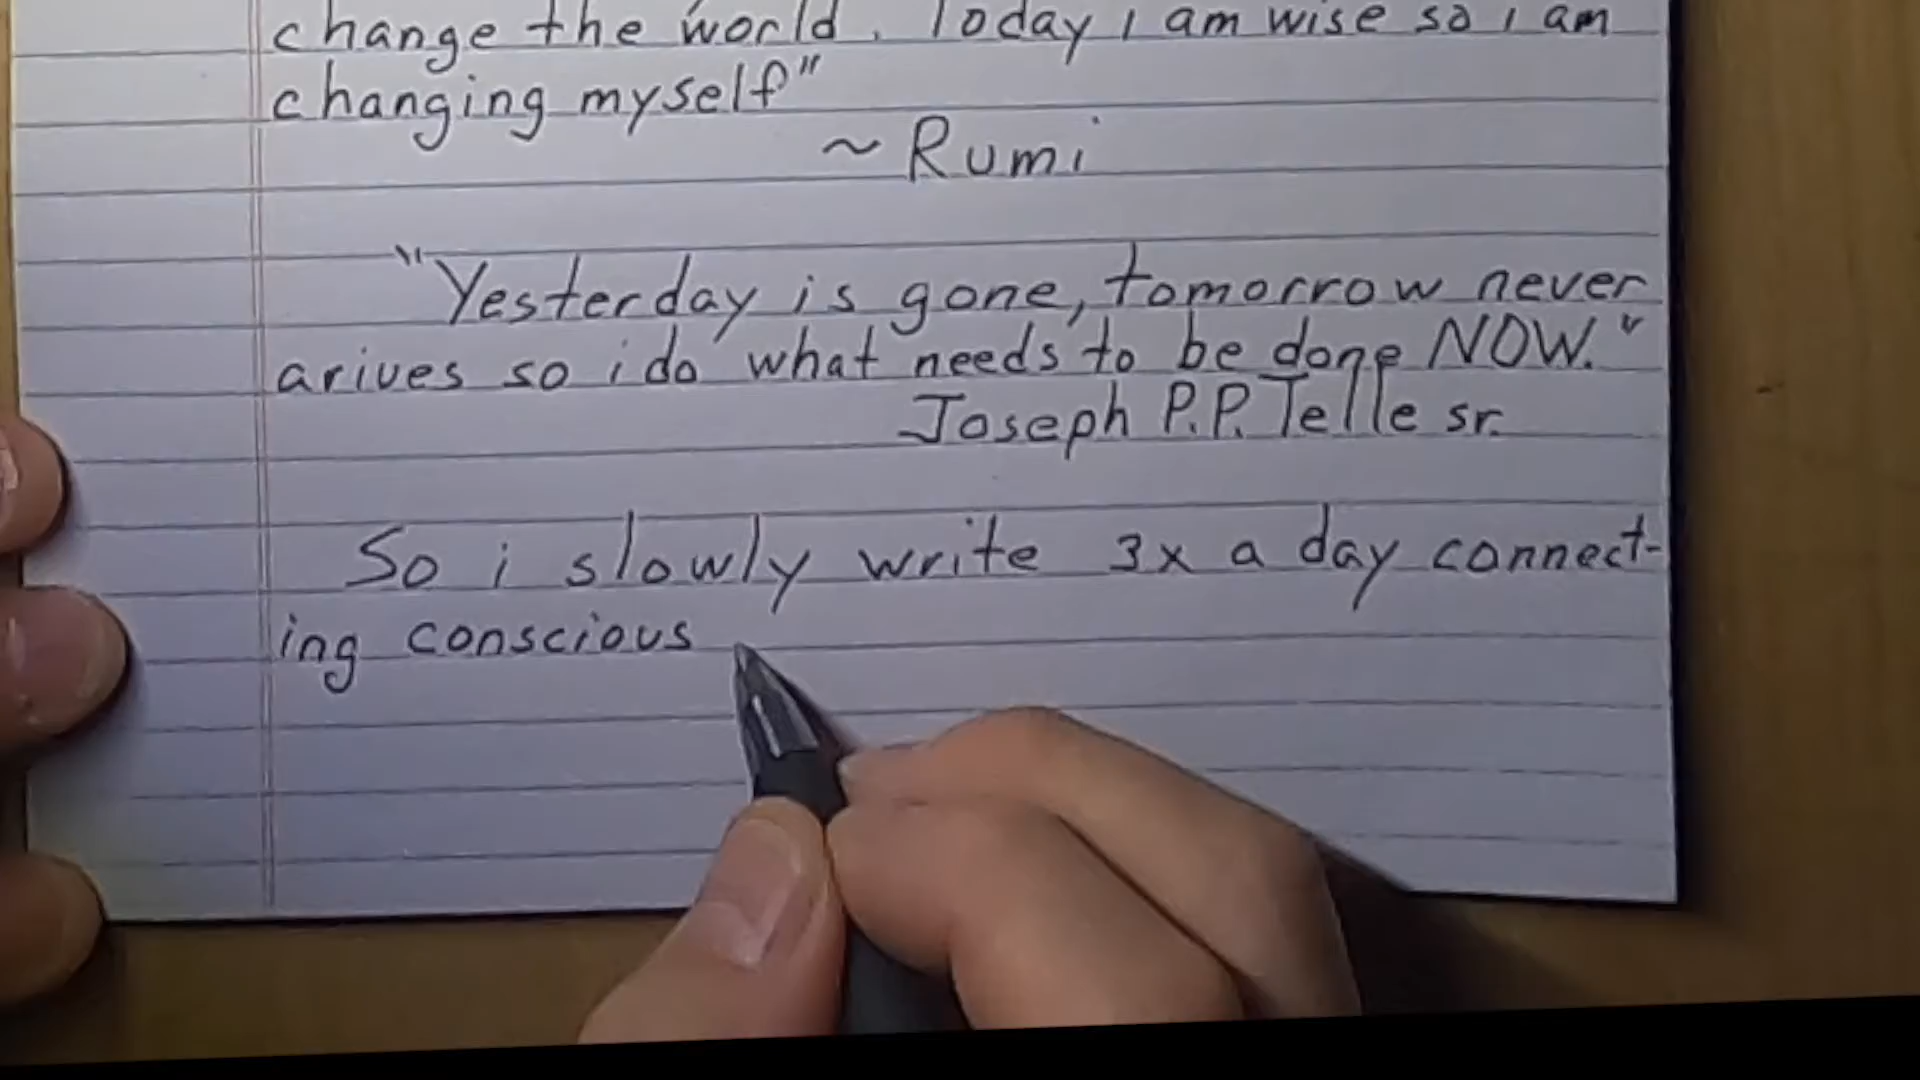 change the world. Today i am wise so i am
changing myself"
~ Rumi
"Yesterday is gone, tomorrow never
arives so i do what needs to be done NOW."
Joseph P.P. Telle sr.
So i slowly write 3x a day connect-
ing conscious